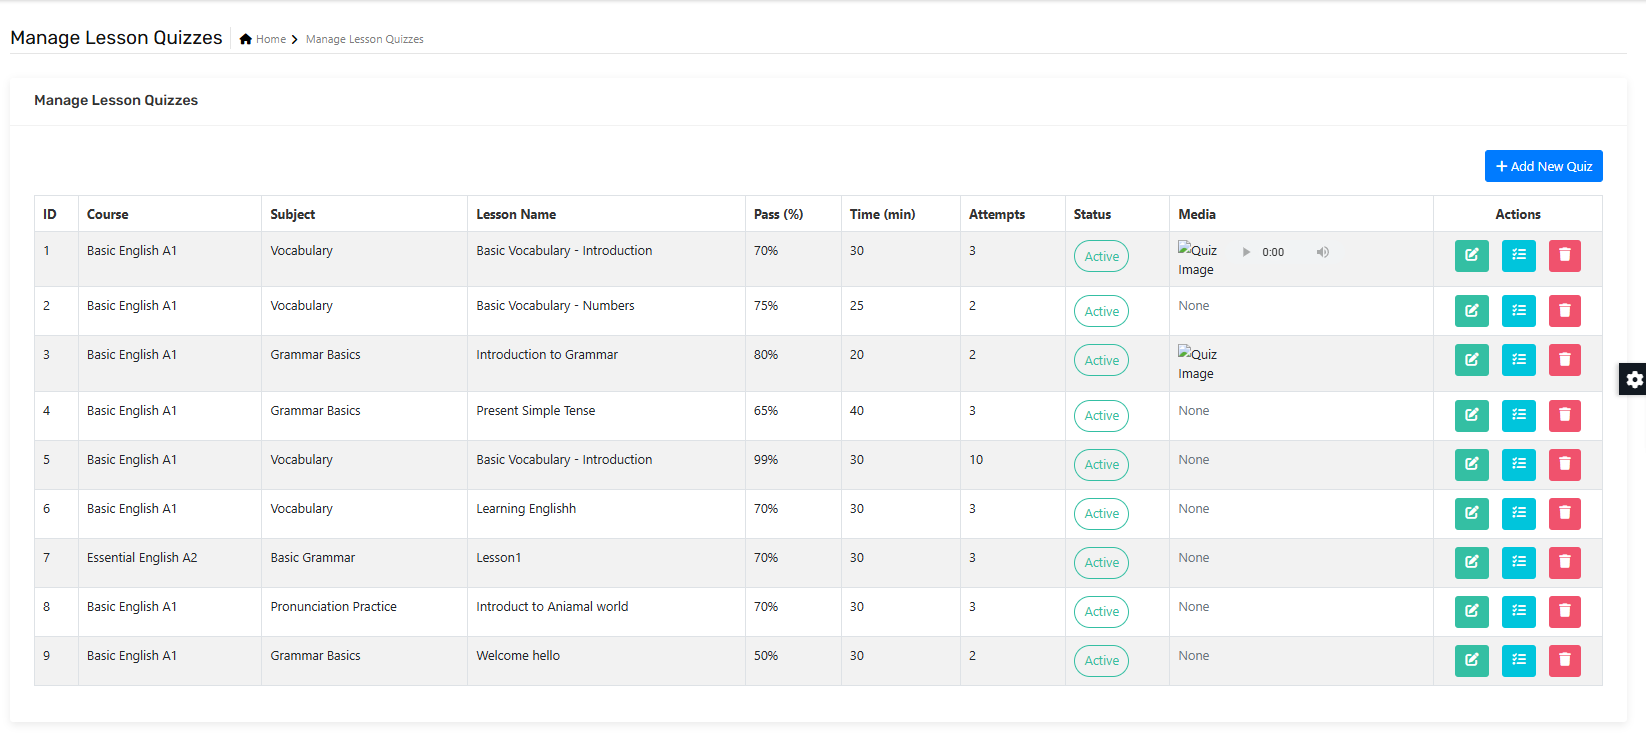 Manage Lesson Quizzes Home Manage Lesson Quizzes
Manage Lesson Quizzes
Add New Quiz
ID Course Subject Lesson Name Pass (%) Time (min) Attempts Status Media Actions
1 Basic English A1 Vocabulary Basic Vocabulary - Introduction 70% 30 3 Active Quiz Image 0:00
2 Basic English A1 Vocabulary Basic Vocabulary - Numbers 75% 25 2 Active None
3 Basic English A1 Grammar Basics Introduction to Grammar 80% 20 2 Active Quiz Image
4 Basic English A1 Grammar Basics Present Simple Tense 65% 40 3 Active None
5 Basic English A1 Vocabulary Basic Vocabulary - Introduction 99% 30 10 Active None
6 Basic English A1 Vocabulary Learning Englishh 70% 30 3 Active None
7 Essential English A2 Basic Grammar Lesson1 70% 30 3 Active None
8 Basic English A1 Pronunciation Practice Introduct to Aniamal world 70% 30 3 Active None
9 Basic English A1 Grammar Basics Welcome hello 50% 30 2 Active None